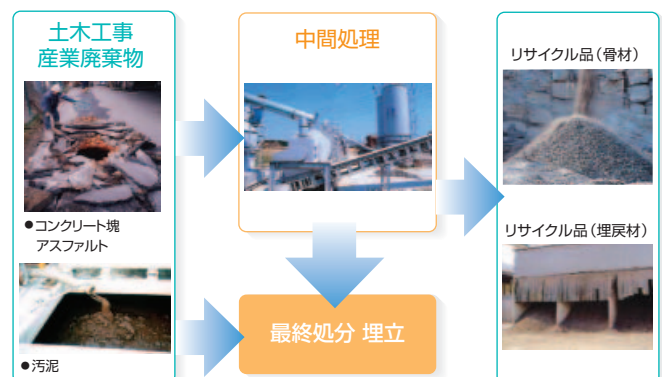 土木工事
産業廃棄物
●コンクリート塊
アスファルト
●汚泥
中間処理
最終処分 埋立
リサイクル品（骨材）
リサイクル品（埋戻材）